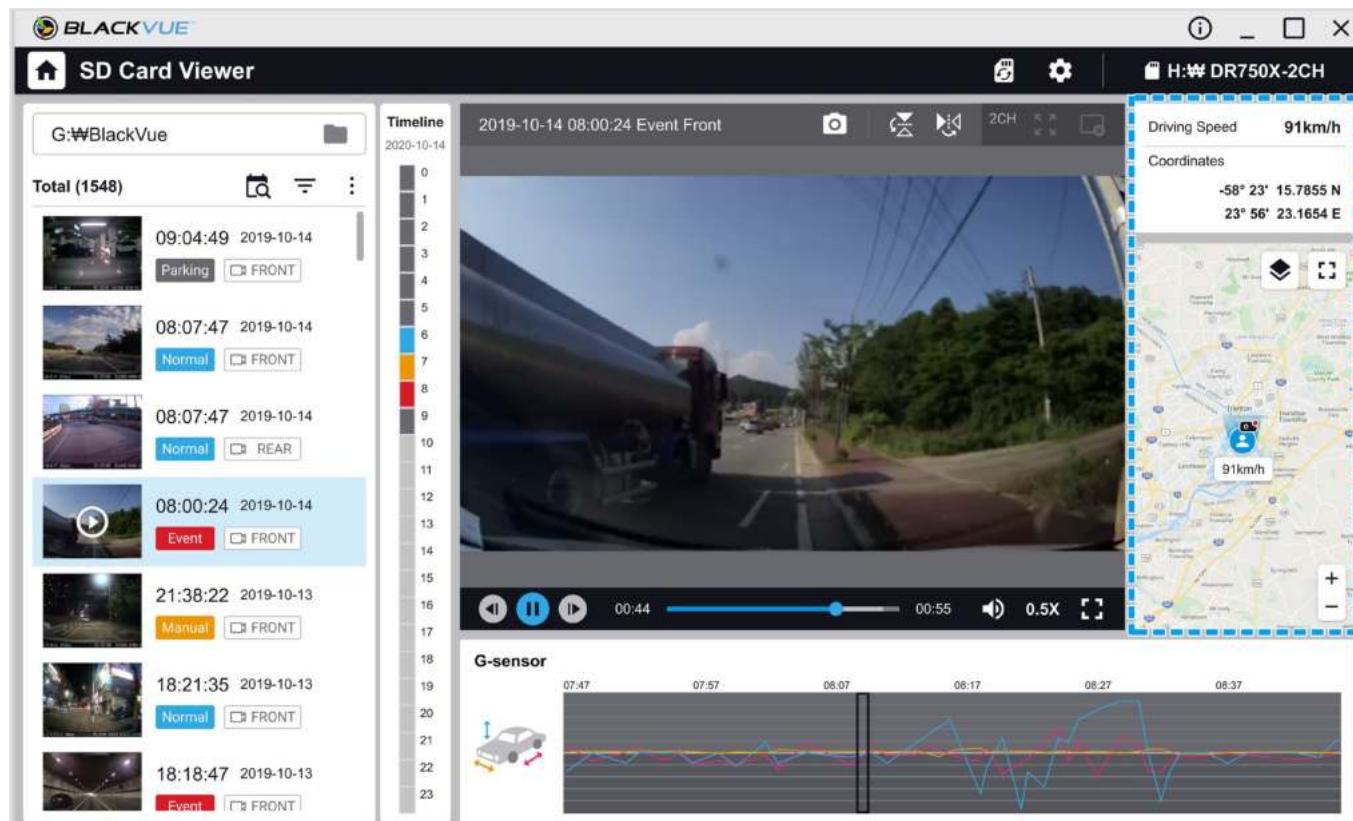 BLACKVUE
SD Card Viewer
H:₩ DR750X-2CH
G:₩BlackVue
Total (1548)
09:04:49 2019-10-14
Parking FRONT
08:07:47 2019-10-14
Normal FRONT
08:07:47 2019-10-14
Normal REAR
08:00:24 2019-10-14
Event FRONT
21:38:22 2019-10-13
Manual FRONT
18:21:35 2019-10-13
Normal FRONT
18:18:47 2019-10-13
Event FRONT
Timeline
2020-10-14
0
1
2
3
4
5
6
7
8
9
10
11
12
13
14
15
16
17
18
19
20
21
22
23
2019-10-14 08:00:24 Event Front
2CH
00:44
00:55
0.5X
Driving Speed 91km/h
Coordinates
-58° 23' 15.7855 N
23° 56' 23.1654 E
Trenton
91km/h
+
−
G-sensor
07:47 07:57 08:07 08:17 08:27 08:37